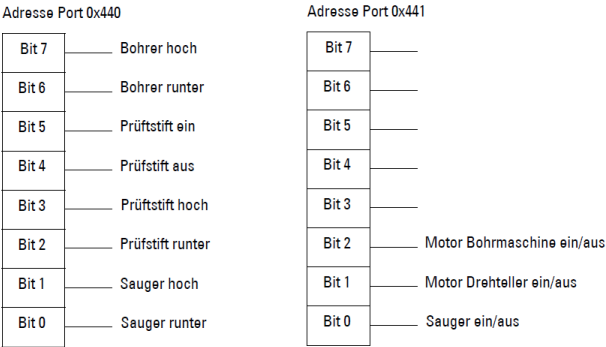 Adresse Port 0x440
Bit 7 Bohrer hoch
Bit 6 Bohrer runter
Bit 5 Prüftstift ein
Bit 4 Prüfstift aus
Bit 3 Prüftstift hoch
Bit 2 Prüfstift runter
Bit 1 Sauger hoch
Bit 0 Sauger runter
Adresse Port 0x441
Bit 7
Bit 6
Bit 5
Bit 4
Bit 3
Bit 2 Motor Bohrmaschine ein/aus
Bit 1 Motor Drehteller ein/aus
Bit 0 Sauger ein/aus